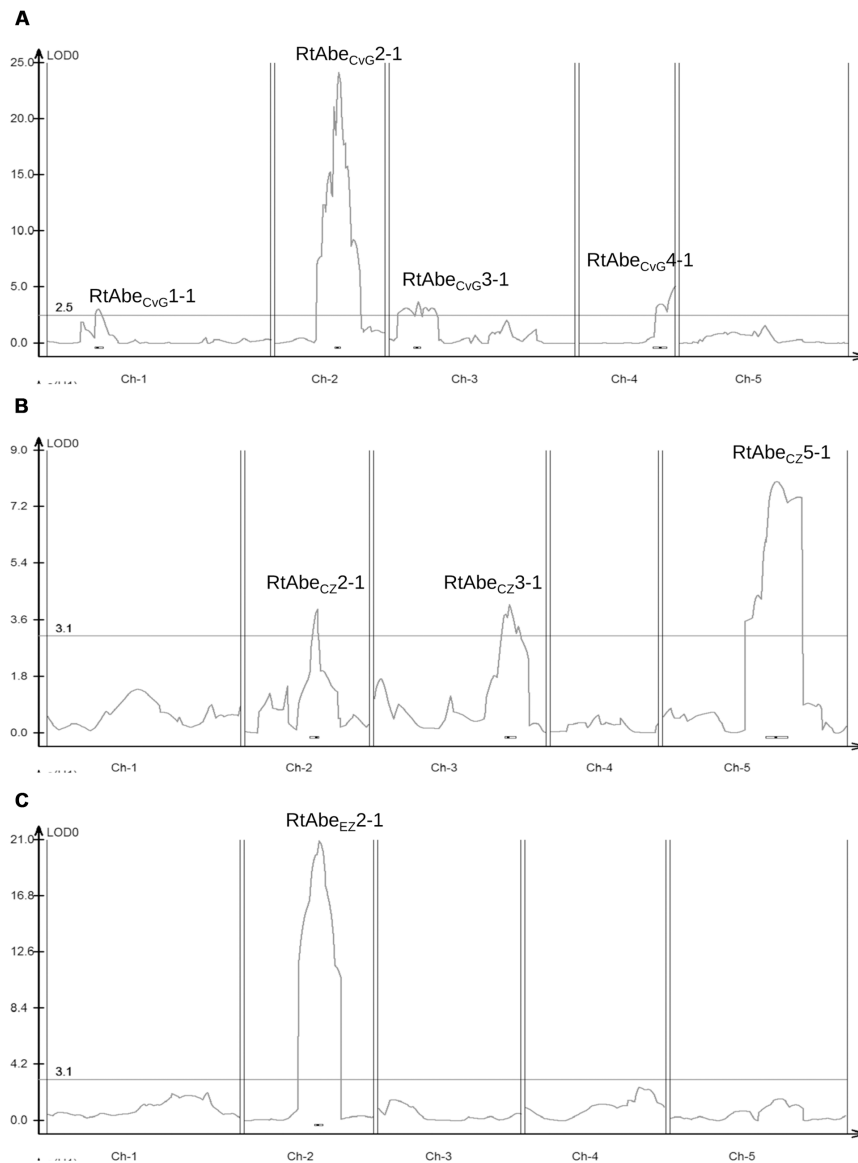 A
LOD0
RtAbeCvG2-1
25.0
20.0
15.0
10.0
RtAbeCvG4-1
RtAbeCvG3-1
RtAbeCvG1-1
5.0
2.5
0.0
Ch-1 Ch-2 Ch-3 Ch-4 Ch-5
B
LOD0
9.0
RtAbeCZ5-1
7.2
5.4
RtAbeCZ2-1 RtAbeCZ3-1
3.6
3.1
1.8
0.0
Ch-1 Ch-2 Ch-3 Ch-4 Ch-5
C
RtAbeEZ2-1
LOD0
21.0
16.8
12.6
8.4
4.2
3.1
0.0
Ch-1 Ch-2 Ch-3 Ch-4 Ch-5